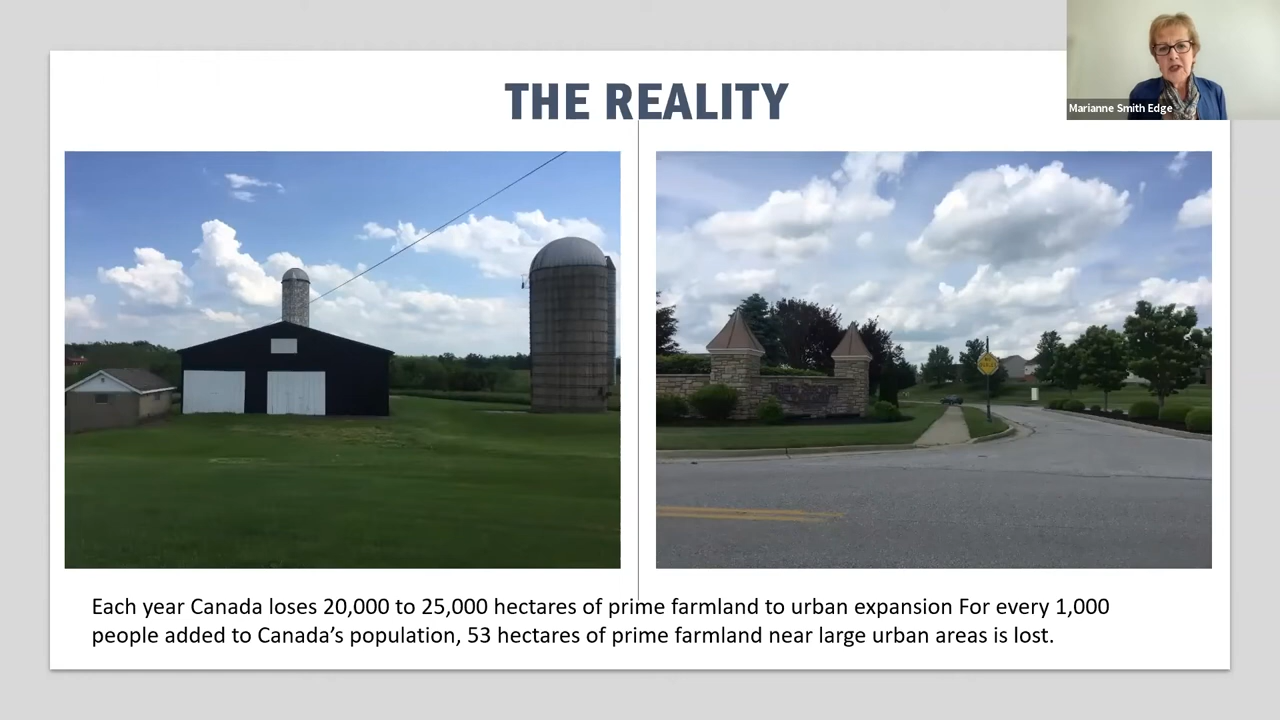 THE REALITY
Marianne Smith Edge
Each year Canada loses 20,000 to 25,000 hectares of prime farmland to urban expansion For every 1,000
people added to Canada’s population, 53 hectares of prime farmland near large urban areas is lost.